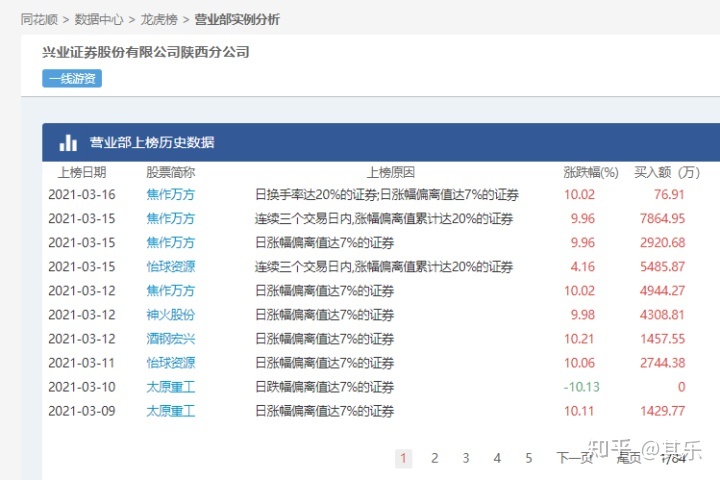 同花顺 > 数据中心 > 龙虎榜 > 营业部实例分析
兴业证券股份有限公司陕西分公司
一线游资
营业部上榜历史数据
上榜日期 股票简称 上榜原因 涨跌幅(%) 买入额（万）
2021-03-16 焦作万方 日换手率达20%的证券;日涨幅偏离值达7%的证券 10.02 76.91
2021-03-15 焦作万方 连续三个交易日内,涨幅偏离值累计达20%的证券 9.96 7864.95
2021-03-15 焦作万方 日涨幅偏离值达7%的证券 9.96 2920.68
2021-03-15 怡球资源 连续三个交易日内,涨幅偏离值累计达20%的证券 4.16 5485.87
2021-03-12 焦作万方 日涨幅偏离值达7%的证券 10.02 4944.27
2021-03-12 神火股份 日涨幅偏离值达7%的证券 9.98 4308.81
2021-03-12 酒钢宏兴 日涨幅偏离值达7%的证券 10.21 1457.55
2021-03-11 怡球资源 日涨幅偏离值达7%的证券 10.06 2744.38
2021-03-10 太原重工 日跌幅偏离值达7%的证券 -10.13 0
2021-03-09 太原重工 日涨幅偏离值达7%的证券 10.11 1429.77
1 2 3 4 5 下一页 尾页 1/84
知乎 @其乐